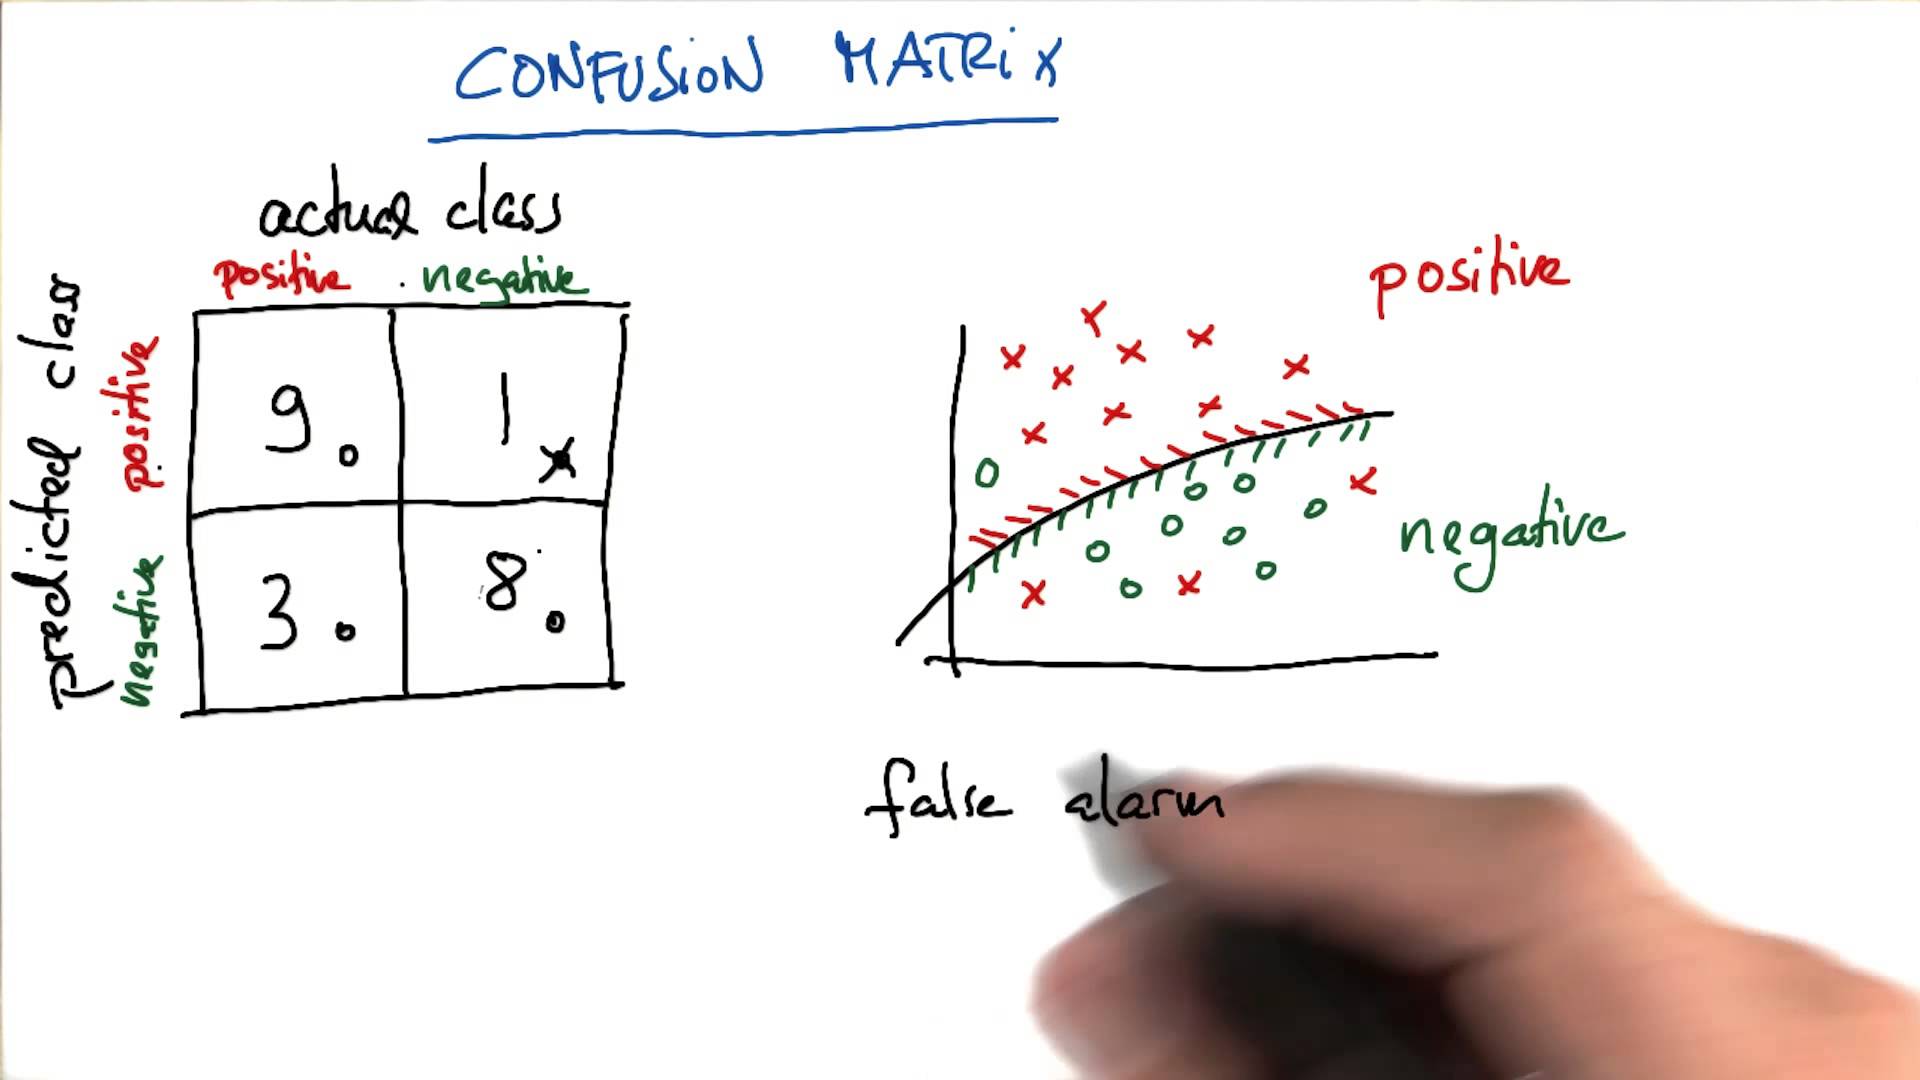 CONFUSION MATRIX
actual class
positive negative
predicted class
positive
negative
9 1
3 8
positive
negative
false alarm